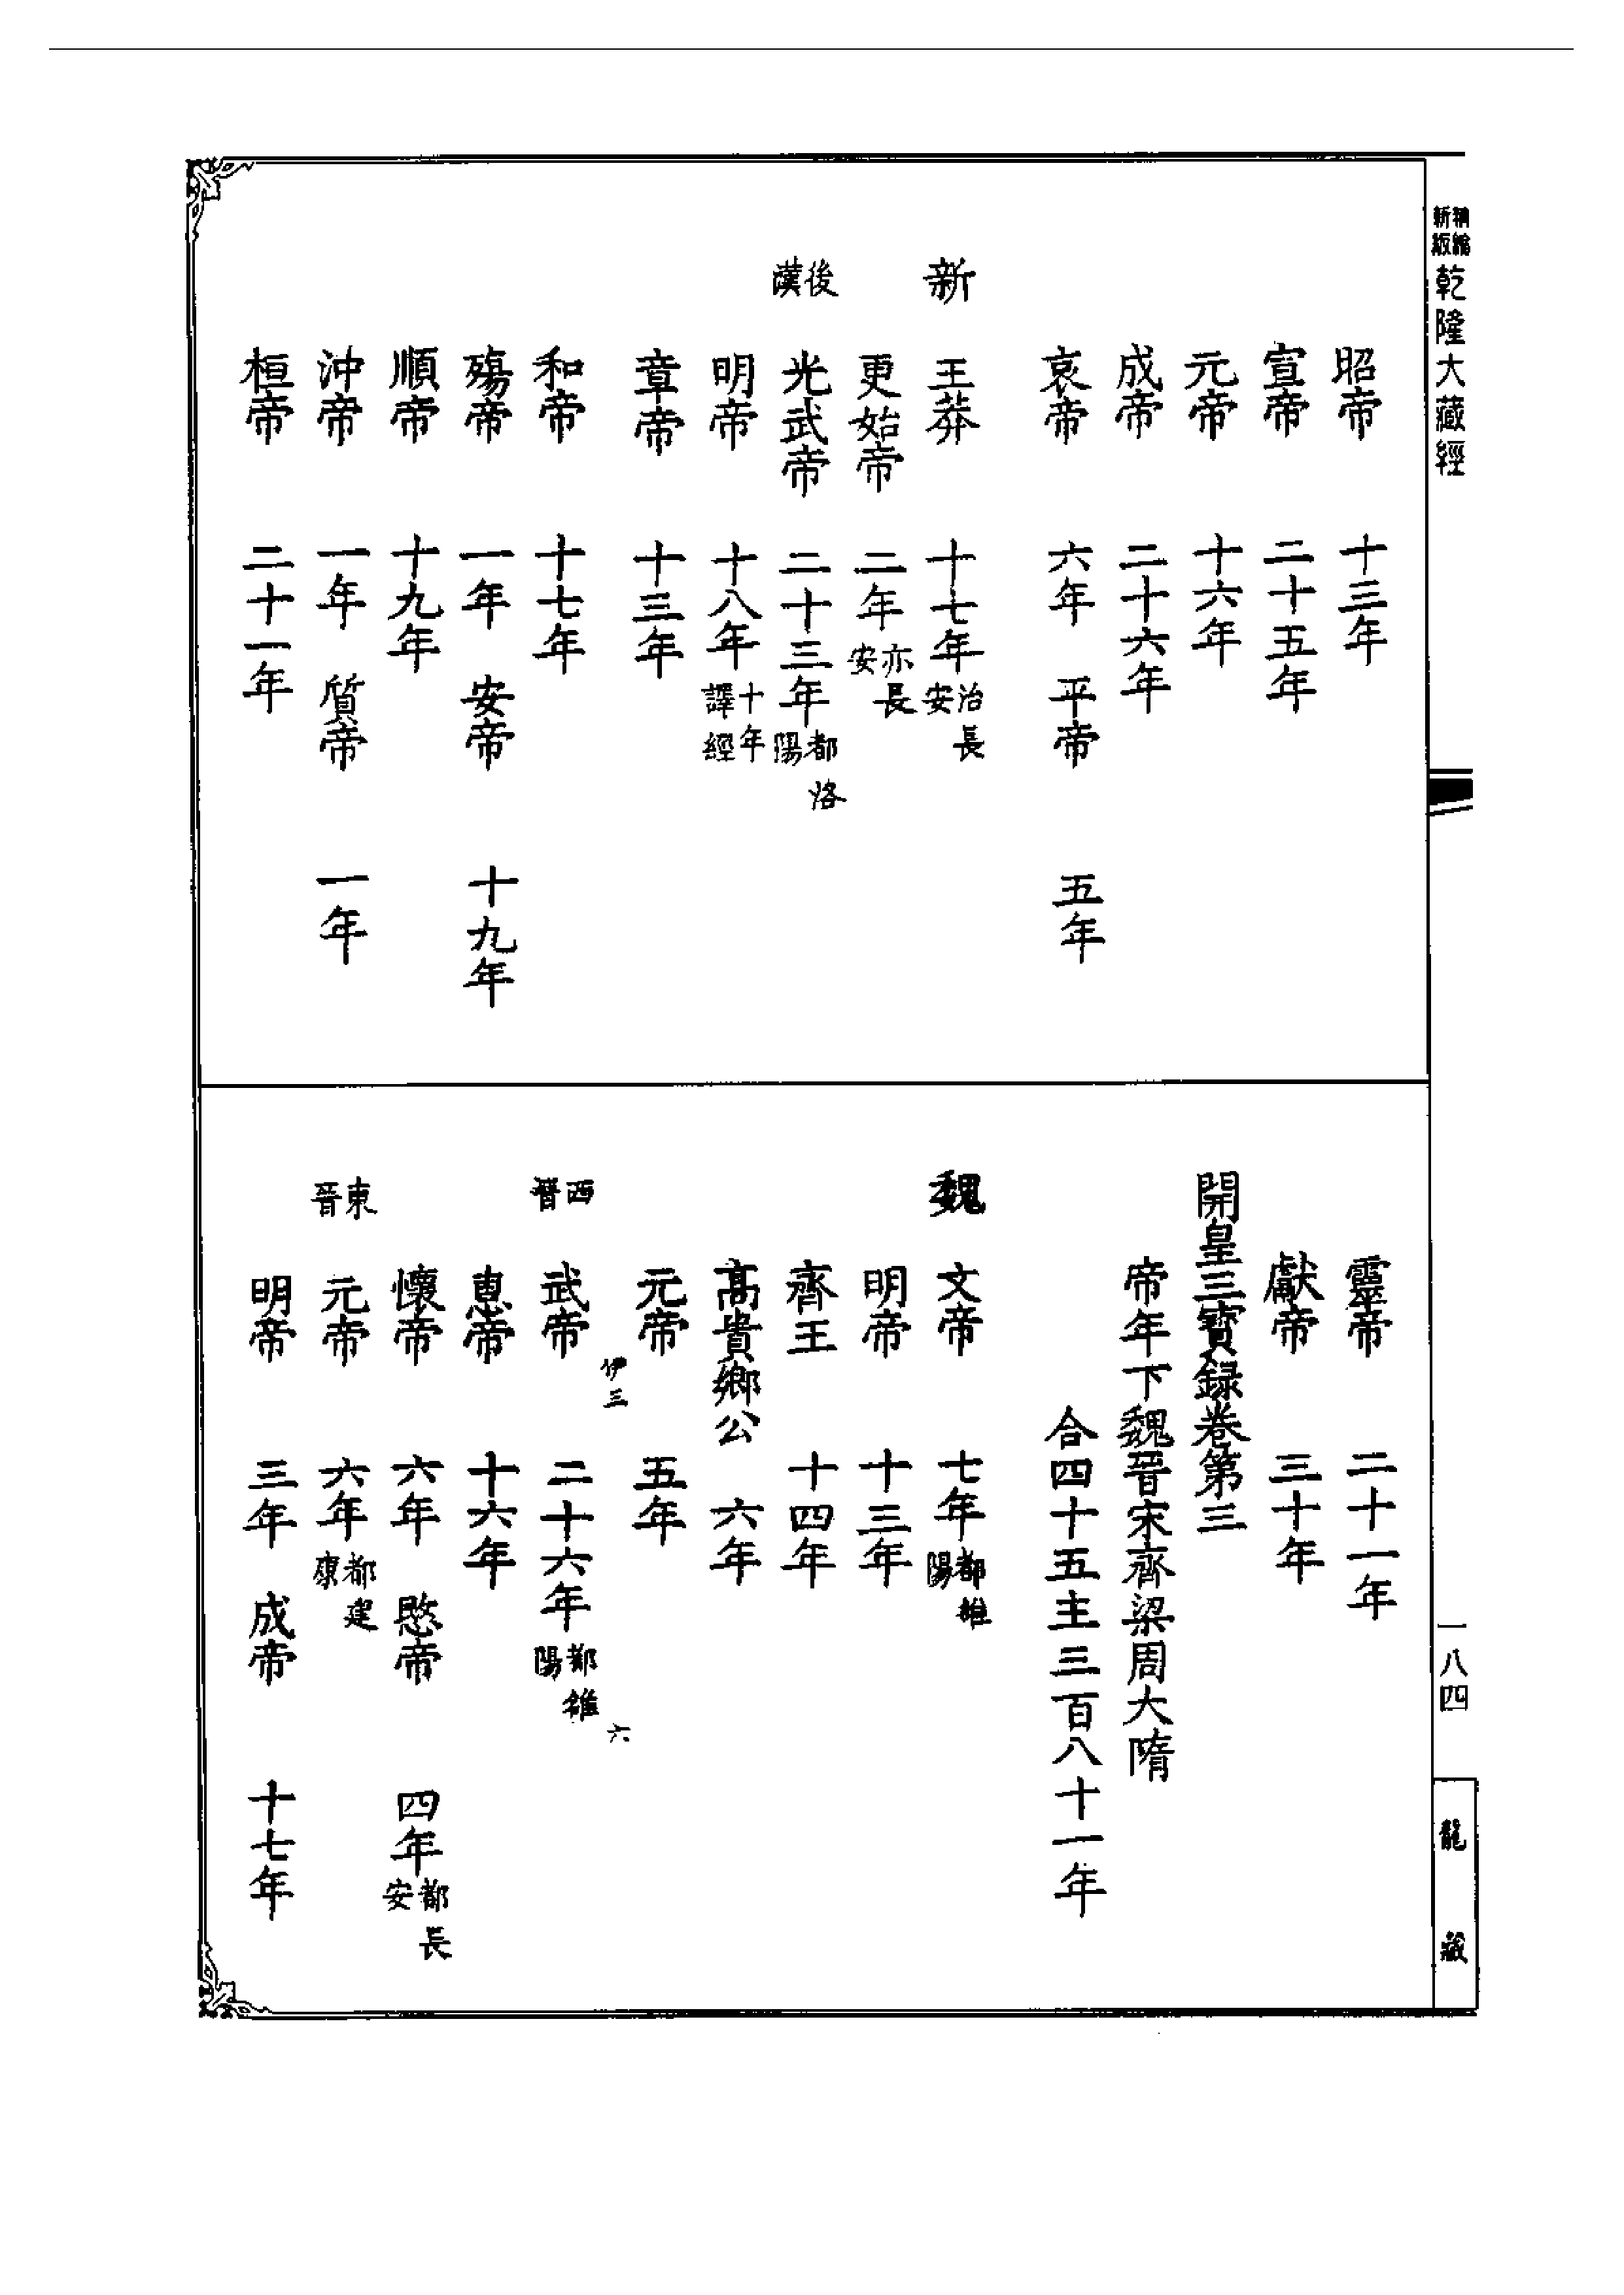 新版精縮乾隆大藏經
昭帝 十三年
宣帝 二十五年
元帝 十六年
成帝 二十六年
哀帝 六年 平帝 五年
新 王莽 十七年治長安
更始帝 二年亦長安
後漢 光武帝 二十三年都洛陽
明帝 十八年十年譯經
章帝 十三年
和帝 十七年
殤帝 一年 安帝 十九年
順帝 十九年
沖帝 一年 質帝 一年
桓帝 二十一年
靈帝 二十一年
獻帝 三十年
開皇三寶録卷第三
帝年下魏晉宋齊梁周大隋
合四十五主三百八十一年
魏 文帝 七年都雒陽
明帝 十三年
齊王 十四年
髙貴鄉公 六年
元帝 五年
伊三 六
西晉 武帝 二十六年都雒陽
惠帝 十六年
懷帝 六年 愍帝 四年都長安
東晉 元帝 六年都建康
明帝 三年 成帝 十七年
一八四
龍藏